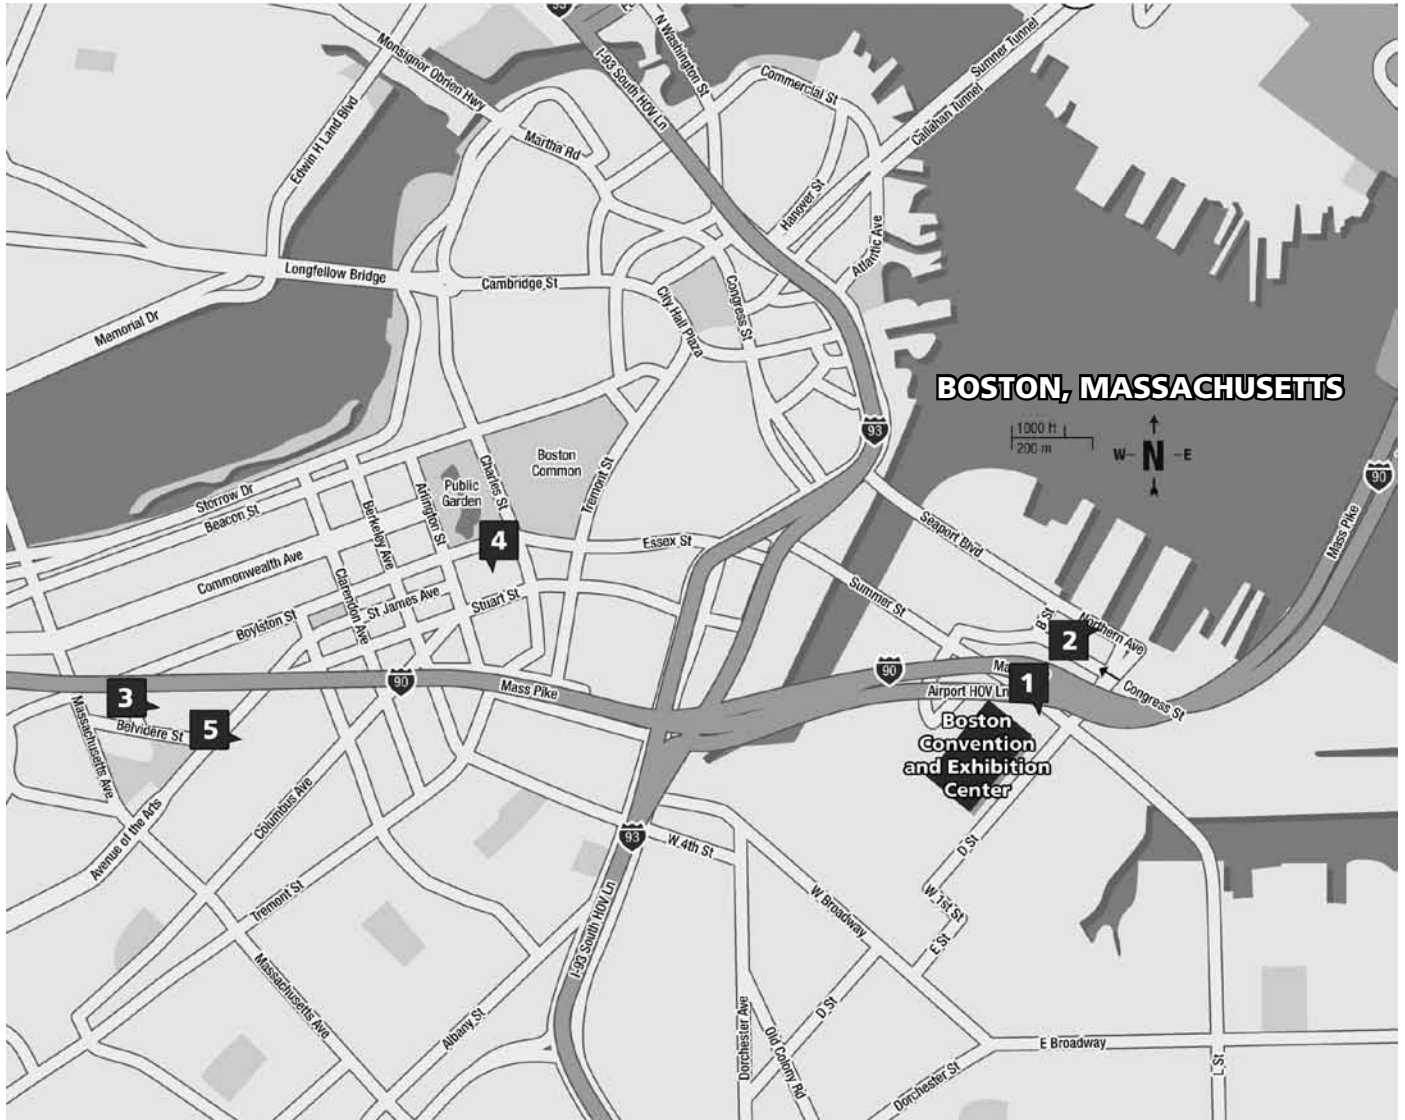 93
N Washington St
Sumner Tunnel
Monsignor Obrien Hwy
I-93 South HOV Ln
Commercial St
Callahan Tunnel
Edwin H Land Blvd
Martha Rd
Hanover St
Atlantic Ave
Longfellow Bridge
Cambridge St
City Hall Plaza
Congress St
Memorial Dr
BOSTON, MASSACHUSETTS
1000 ft
200 m
W
N
E
93
90
Boston
Common
Public
Garden
Charles St
Tremont St
Storrow Dr
Beacon St
Berkeley Ave
Arlington St
4
Essex St
Seaport Blvd
Mass Pike
Commonwealth Ave
Clarendon Ave
St James Ave
Stuart St
Summer St
Boylston St
B St
Northern Ave
2
90
Mass Pike
90
Ma
1
Airport HOV Ln
Congress St
3
Massachusetts Ave
Belvidere St
5
Boston
Convention
and Exhibition
Center
Columbus Ave
Avenue of the Arts
93
W 4th St
D St
Tremont St
W 1st St
W Broadway
E St
I-93 South HOV Ln
Massachusetts Ave
Albany St
Dorchester Ave
Old Colony Rd
D St
E Broadway
Dorchester St
L St